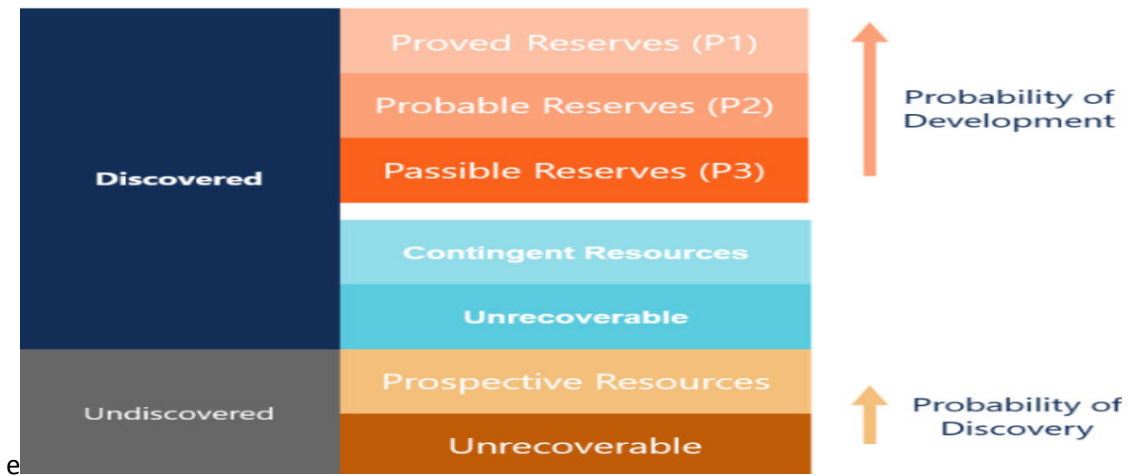 Proved Reserves (P1)
Probable Reserves (P2)
Probability of
Development
Discovered
Passible Reserves (P3)
Contingent Resources
Unrecoverable
Prospective Resources
Undiscovered
Probability of
Discovery
Unrecoverable
e